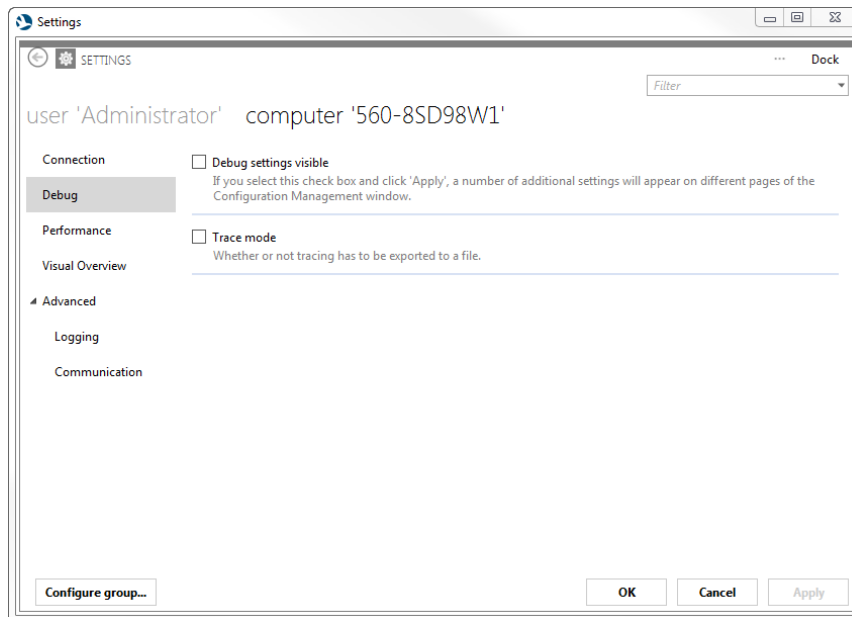 Settings
SETTINGS
... Dock
Filter
user 'Administrator' computer '560-8SD98W1'
Connection
Debug
Performance
Visual Overview
Advanced
Logging
Communication
Debug settings visible
If you select this check box and click 'Apply', a number of additional settings will appear on different pages of the
Configuration Management window.
Trace mode
Whether or not tracing has to be exported to a file.
Configure group...
OK
Cancel
Apply